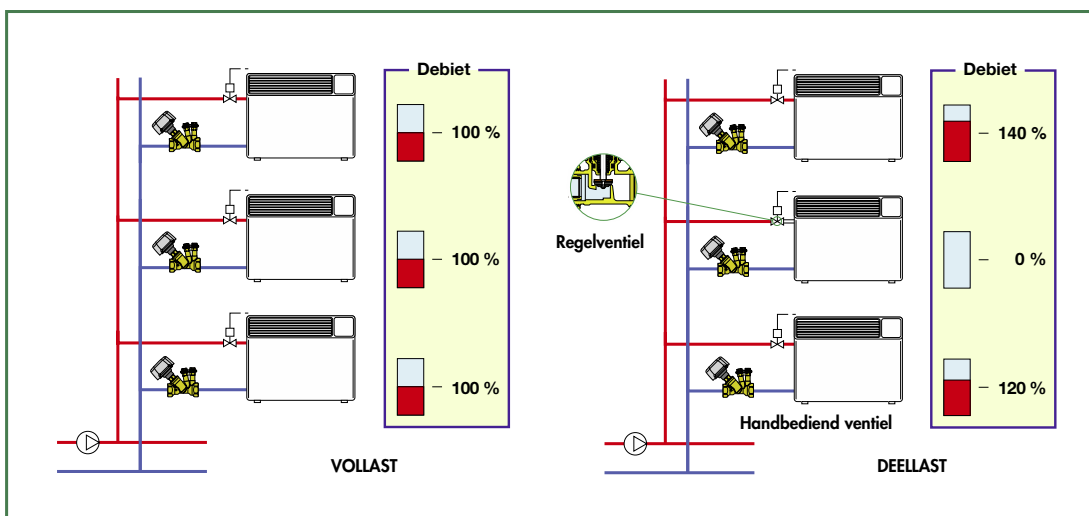 Debiet
100 %
100 %
100 %
VOLLAST
Debiet
140 %
Regelventiel
0 %
120 %
Handbediend ventiel
DEELLAST